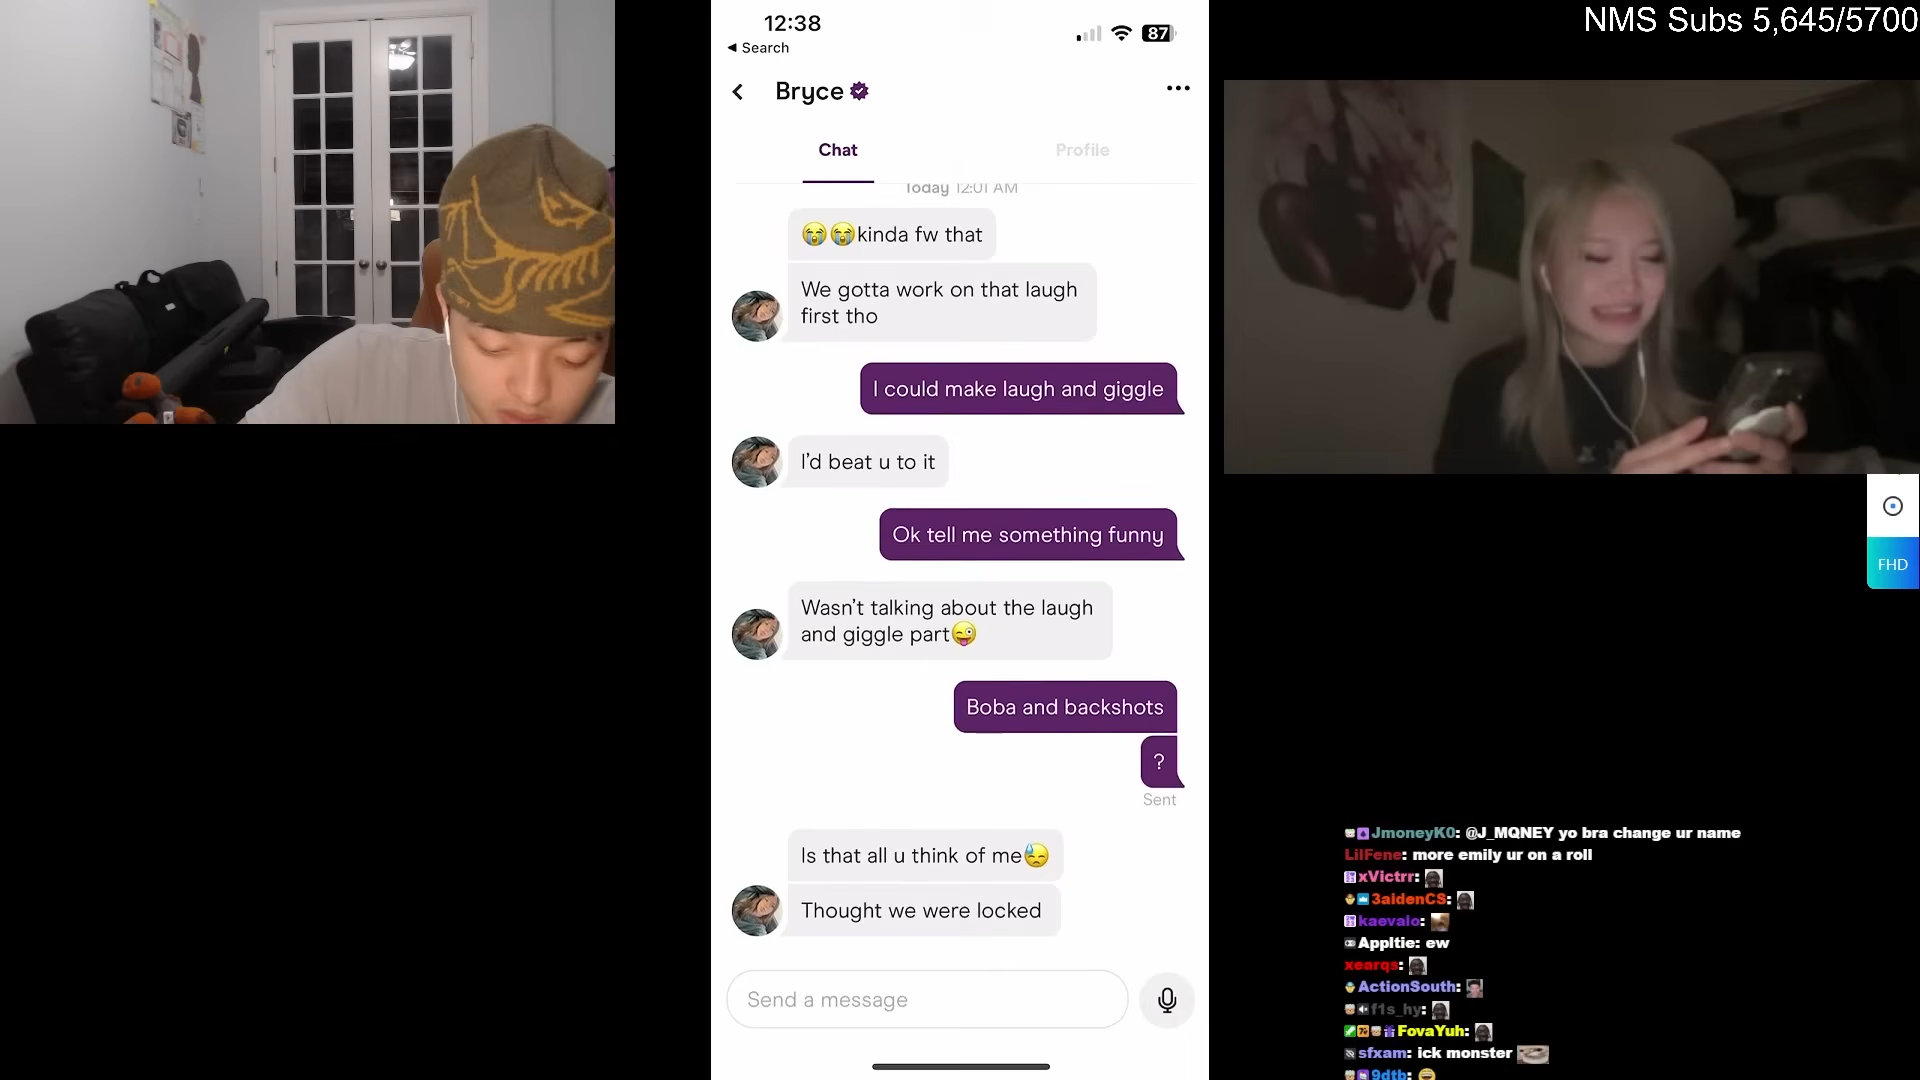 NMS Subs 5,645/5700
12:38
Search
87
Bryce
Chat
Profile
Today 12:01 AM
😭😭kinda fw that
We gotta work on that laugh
first tho
I could make laugh and giggle
I'd beat u to it
Ok tell me something funny
Wasn't talking about the laugh
and giggle part😜
Boba and backshots
?
Sent
Is that all u think of me😓
Thought we were locked
Send a message
FHD
JmoneyK0: @J_MQNEY yo bra change ur name
LilFene: more emily ur on a roll
xVictrr:
3aidenCS:
kaevalo:
Appltie: ew
xearqs:
ActionSouth:
f1s_hy:
FovaYuh:
sfxam: ick monster
9dtb: 😄